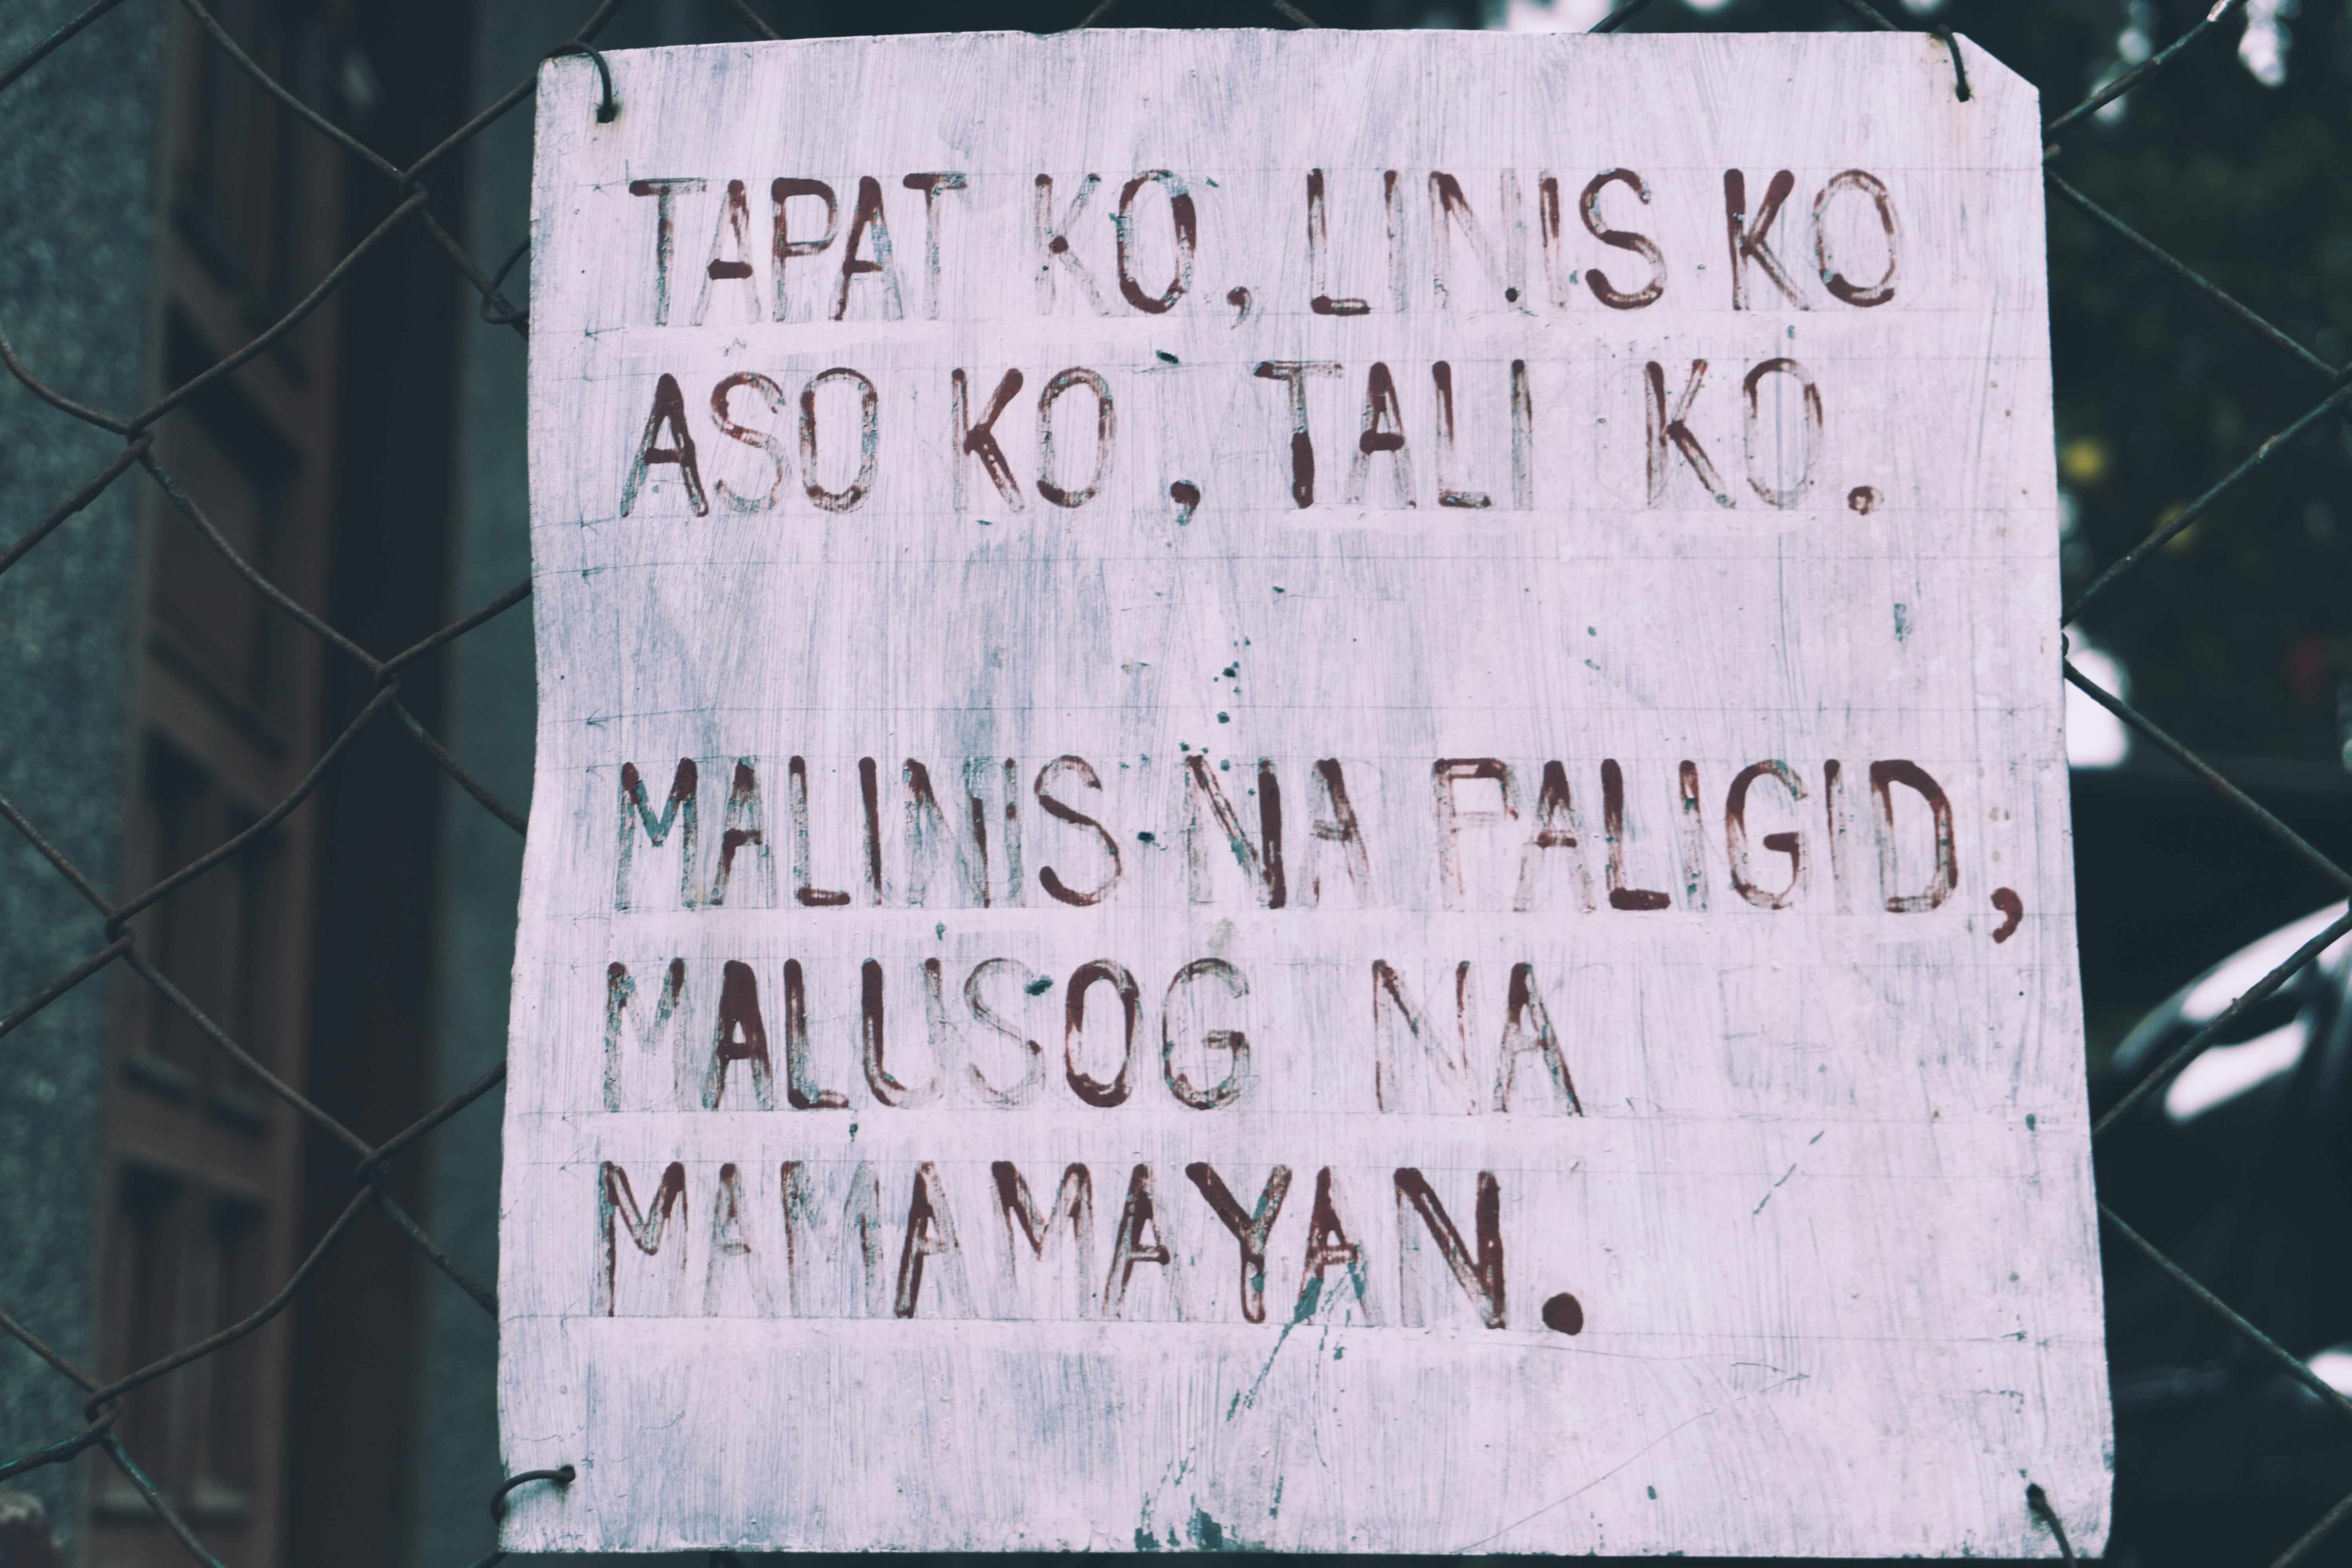 TAPAT KO, LINIS KO
ASO KO, TALI KO.
MALINIS NA PALIGID,
MALUSOG NA
MAMAMAYAN.